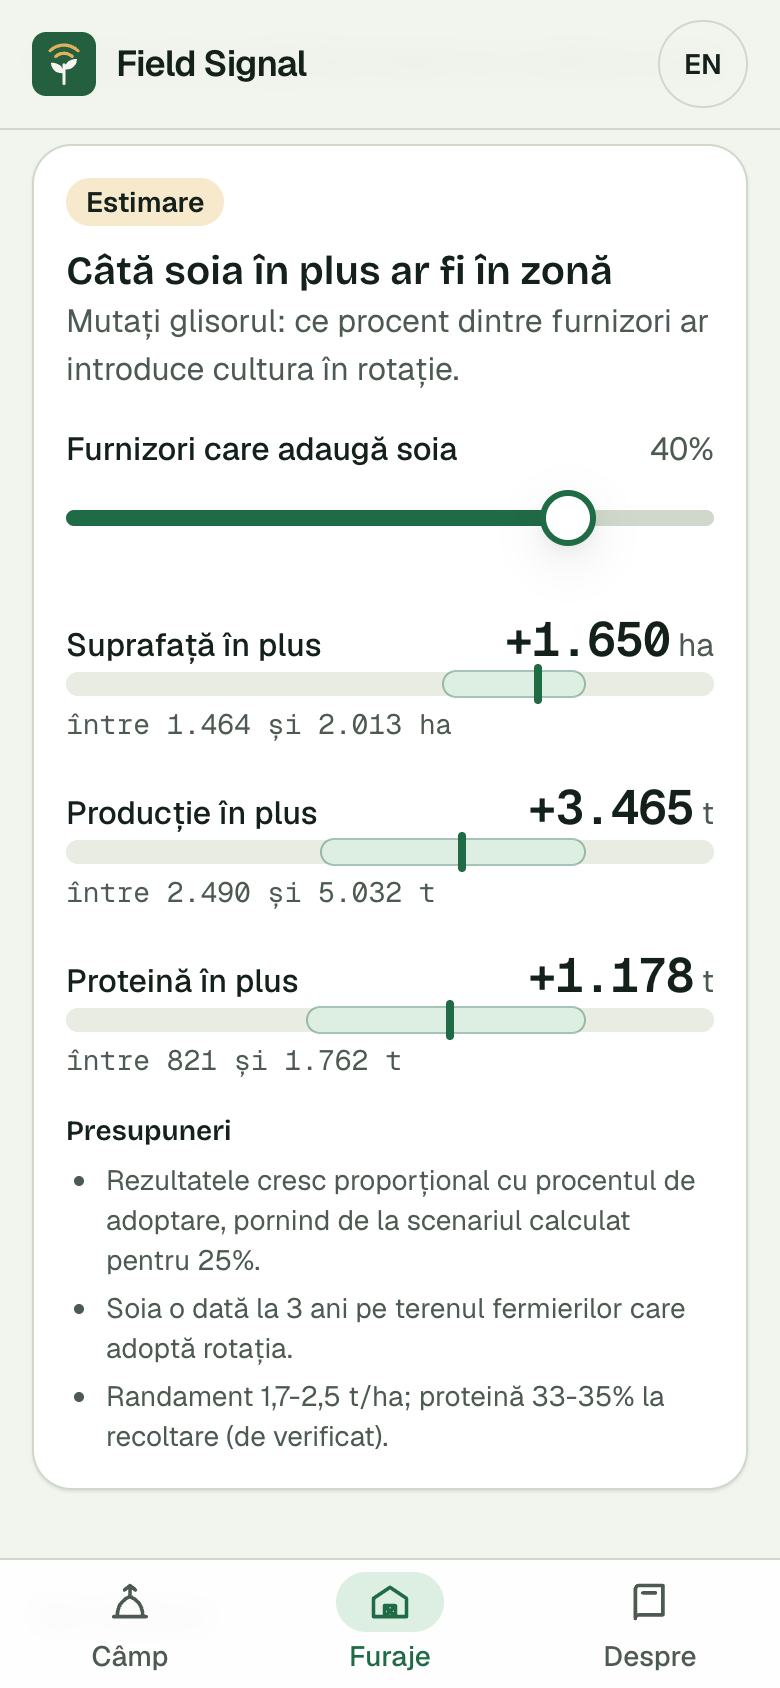 Field Signal
EN
Estimare
Câtă soia în plus ar fi în zonă
Mutați glisorul: ce procent dintre furnizori ar
introduce cultura în rotație.
Furnizori care adaugă soia 40%
Suprafață în plus +1.650 ha
între 1.464 și 2.013 ha
Producție în plus +3.465 t
între 2.490 și 5.032 t
Proteină în plus +1.178 t
între 821 și 1.762 t
Presupuneri
Rezultatele cresc proporțional cu procentul de
adoptare, pornind de la scenariul calculat
pentru 25%.
Soia o dată la 3 ani pe terenul fermierilor care
adoptă rotația.
Randament 1,7-2,5 t/ha; proteină 33-35% la
recoltare (de verificat).
Câmp
Furaje
Despre